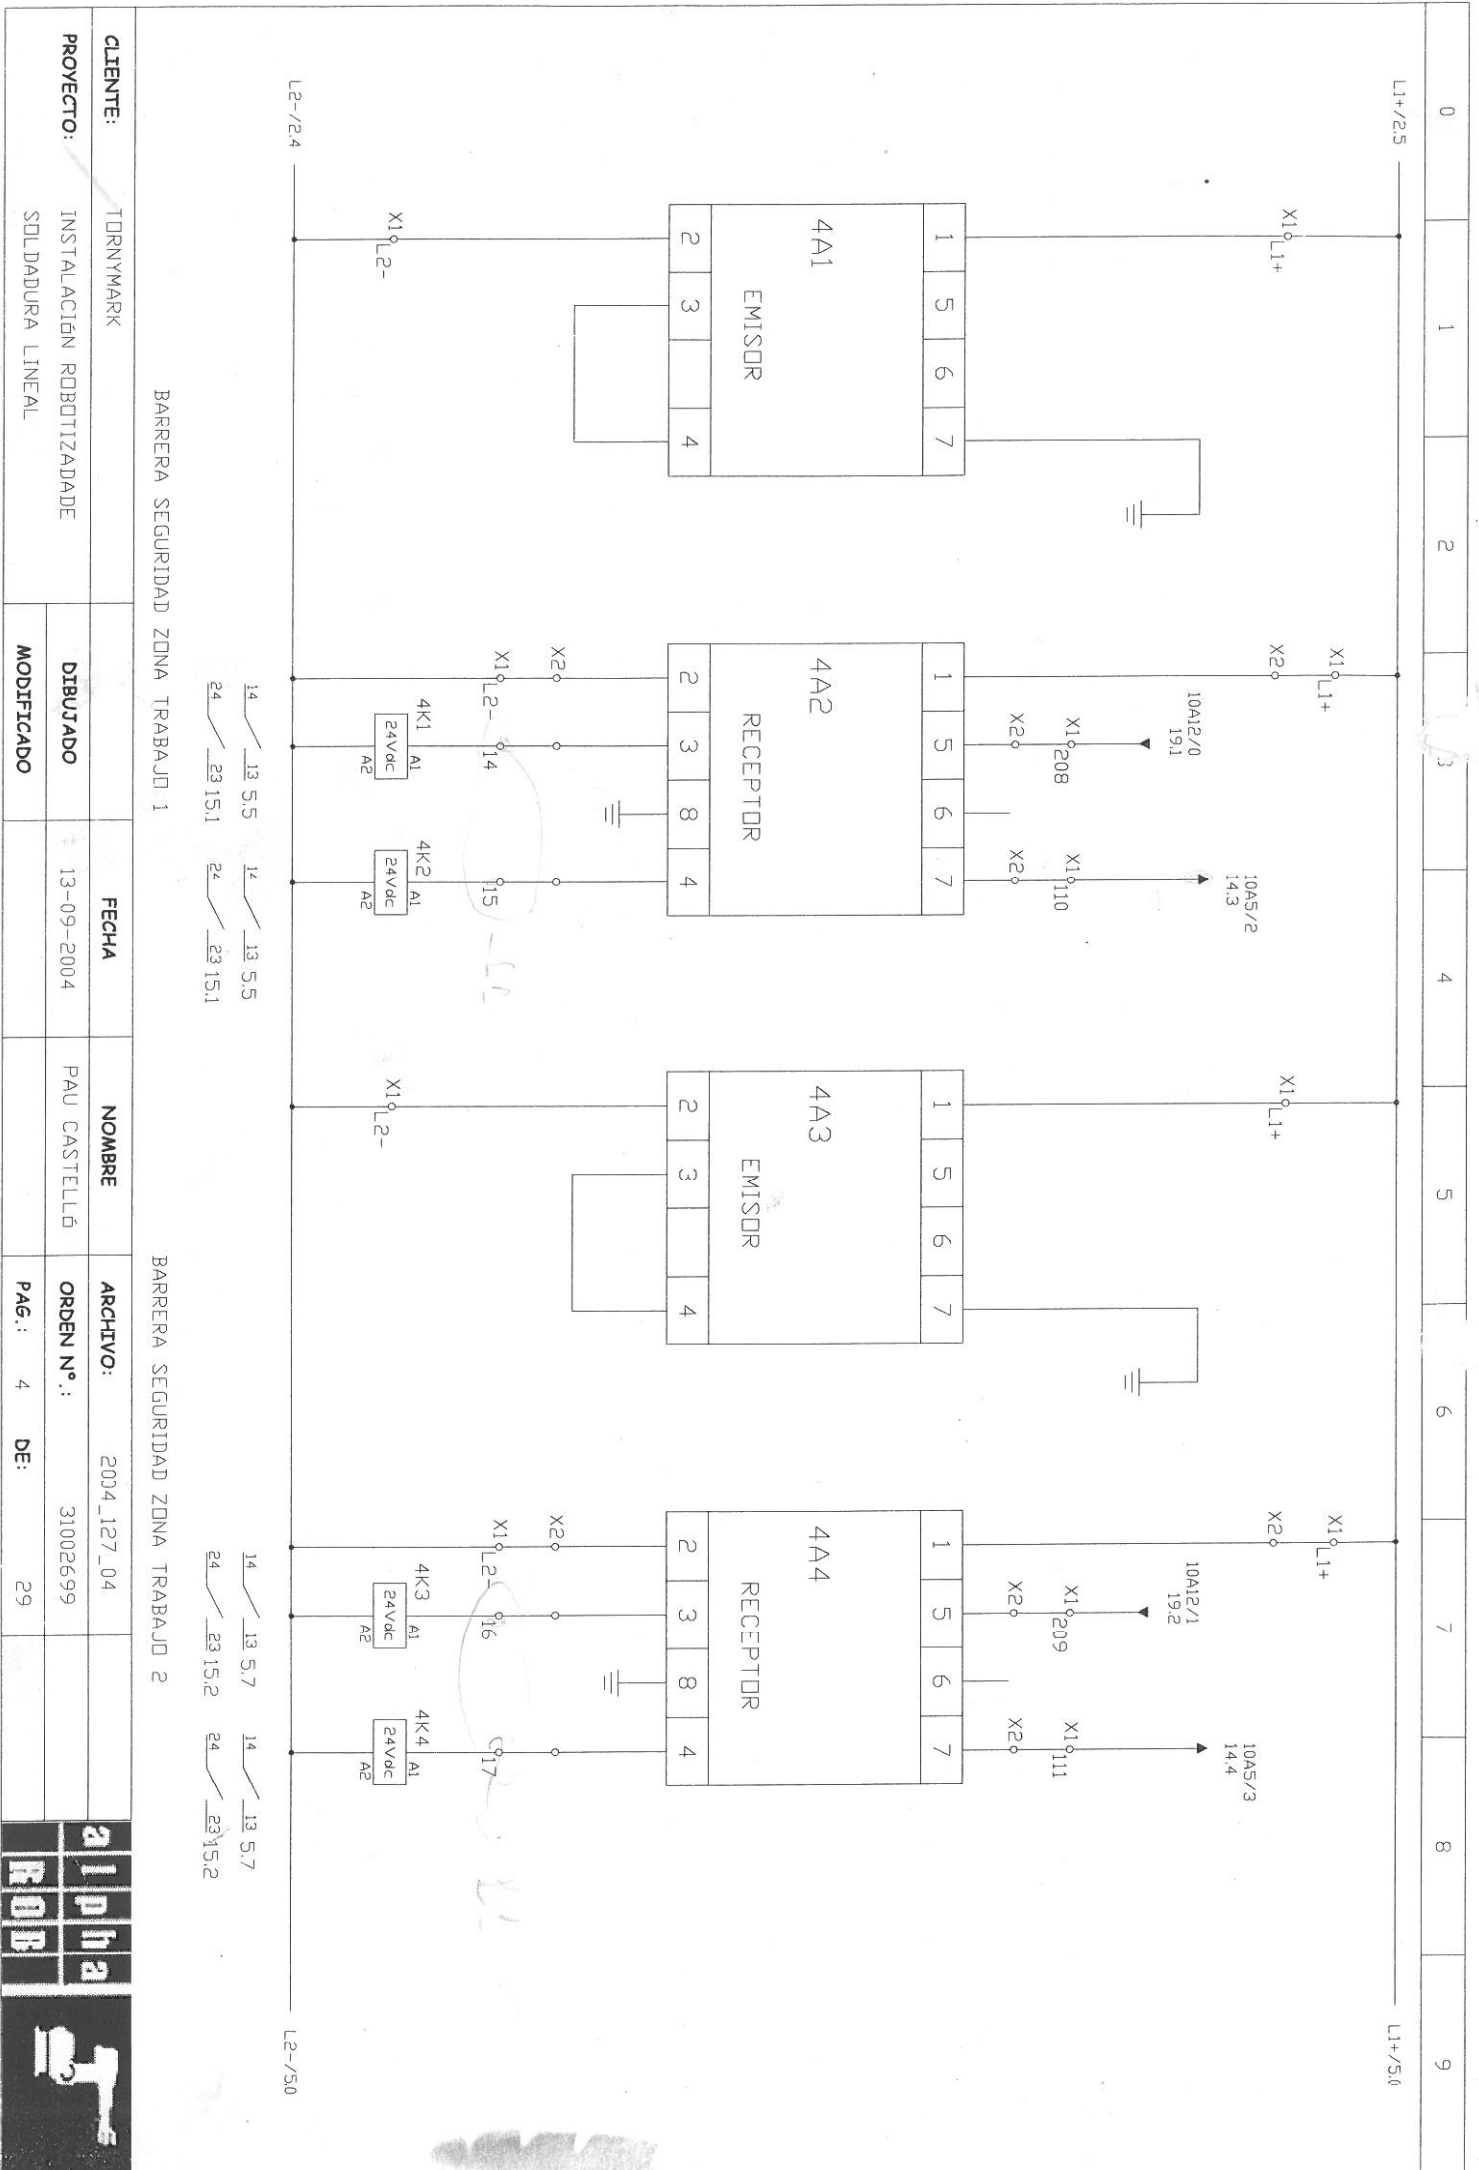 0 1 2 3 4 5 6 7 8 9
L1+/2.5
L1+/5.0
X1 L1+
X1 L1+
X2
X1 L1+
X1 L1+
X2
10A12/0
19.1
10A5/2
14.3
10A12/1
19.2
10A5/3
14.4
X1 208
X2
X1 110
X2
X1 209
X2
X1 111
X2
1 5 6 7
4A1
EMISOR
2 3 4
1 5 6 7
4A2
RECEPTOR
2 3 8 4
1 5 6 7
4A3
EMISOR
2 3 4
1 5 6 7
4A4
RECEPTOR
2 3 8 4
X1 L2-
X2
X1 L2- 14 15
4K1
24Vdc
A1
A2
4K2
24Vdc
A1
A2
X1 L2-
X2
X1 L2- 16 17
4K3
24Vdc
A1
A2
4K4
24Vdc
A1
A2
L2-/2.4
L2-/5.0
14 13 5.5
24 23 15.1
14 13 5.5
24 23 15.1
14 13 5.7
24 23 15.2
14 13 5.7
24 23 15.2
BARRERA SEGURIDAD ZONA TRABAJO 1
BARRERA SEGURIDAD ZONA TRABAJO 2
CLIENTE: TORNYMARK
PROYECTO: INSTALACIÓN ROBOTIZADADE
SOLDADURA LINEAL
FECHA NOMBRE
DIBUJADO 13-09-2004 PAU CASTELLÓ
MODIFICADO
ARCHIVO: 2004_127_04
ORDEN Nº.: 31002699
PAG.: 4 DE: 29
alpha
ROB